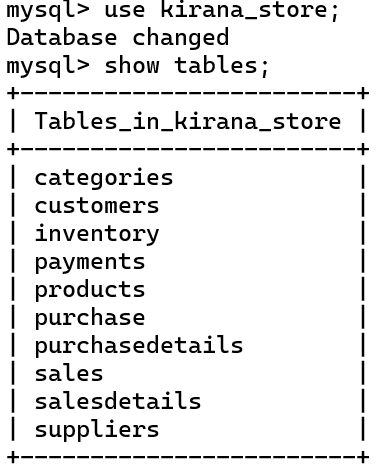 mysql> use kirana_store;
Database changed
mysql> show tables;
+------------------------+
| Tables_in_kirana_store |
+------------------------+
| categories             |
| customers              |
| inventory              |
| payments               |
| products               |
| purchase               |
| purchasedetails        |
| sales                  |
| salesdetails           |
| suppliers              |
+------------------------+